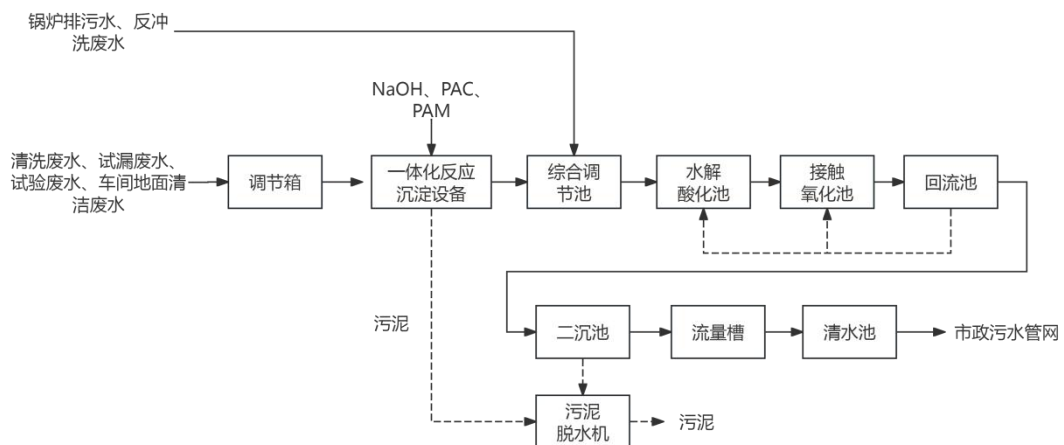 锅炉排污水、反冲
洗废水
NaOH、PAC、
PAM
清洗废水、试漏废水、
试验废水、车间地面清
洁废水
调节箱
一体化反应
沉淀设备
综合调
节池
水解
酸化池
接触
氧化池
回流池
污泥
二沉池
流量槽
清水池
市政污水管网
污泥
脱水机
污泥